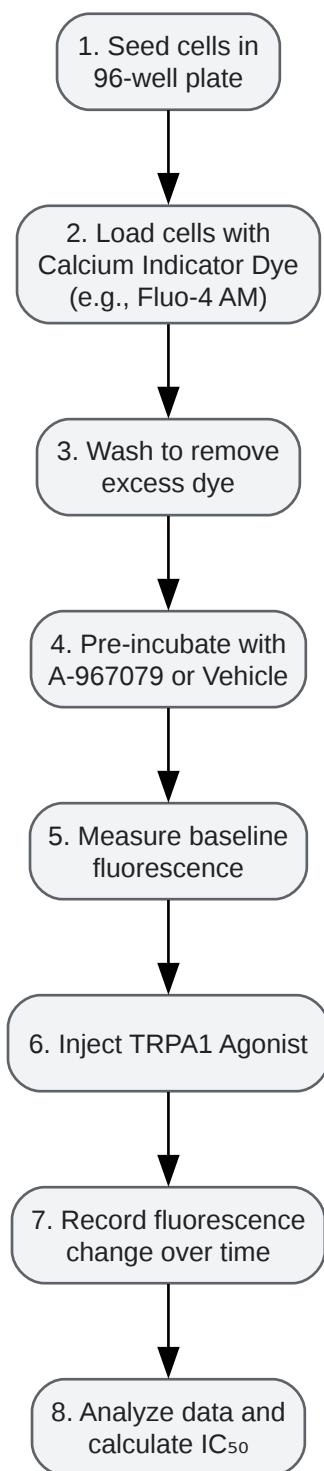 1. Seed cells in
96-well plate
2. Load cells with
Calcium Indicator Dye
(e.g., Fluo-4 AM)
3. Wash to remove
excess dye
4. Pre-incubate with
A-967079 or Vehicle
5. Measure baseline
fluorescence
6. Inject TRPA1 Agonist
7. Record fluorescence
change over time
8. Analyze data and
calculate IC₅₀